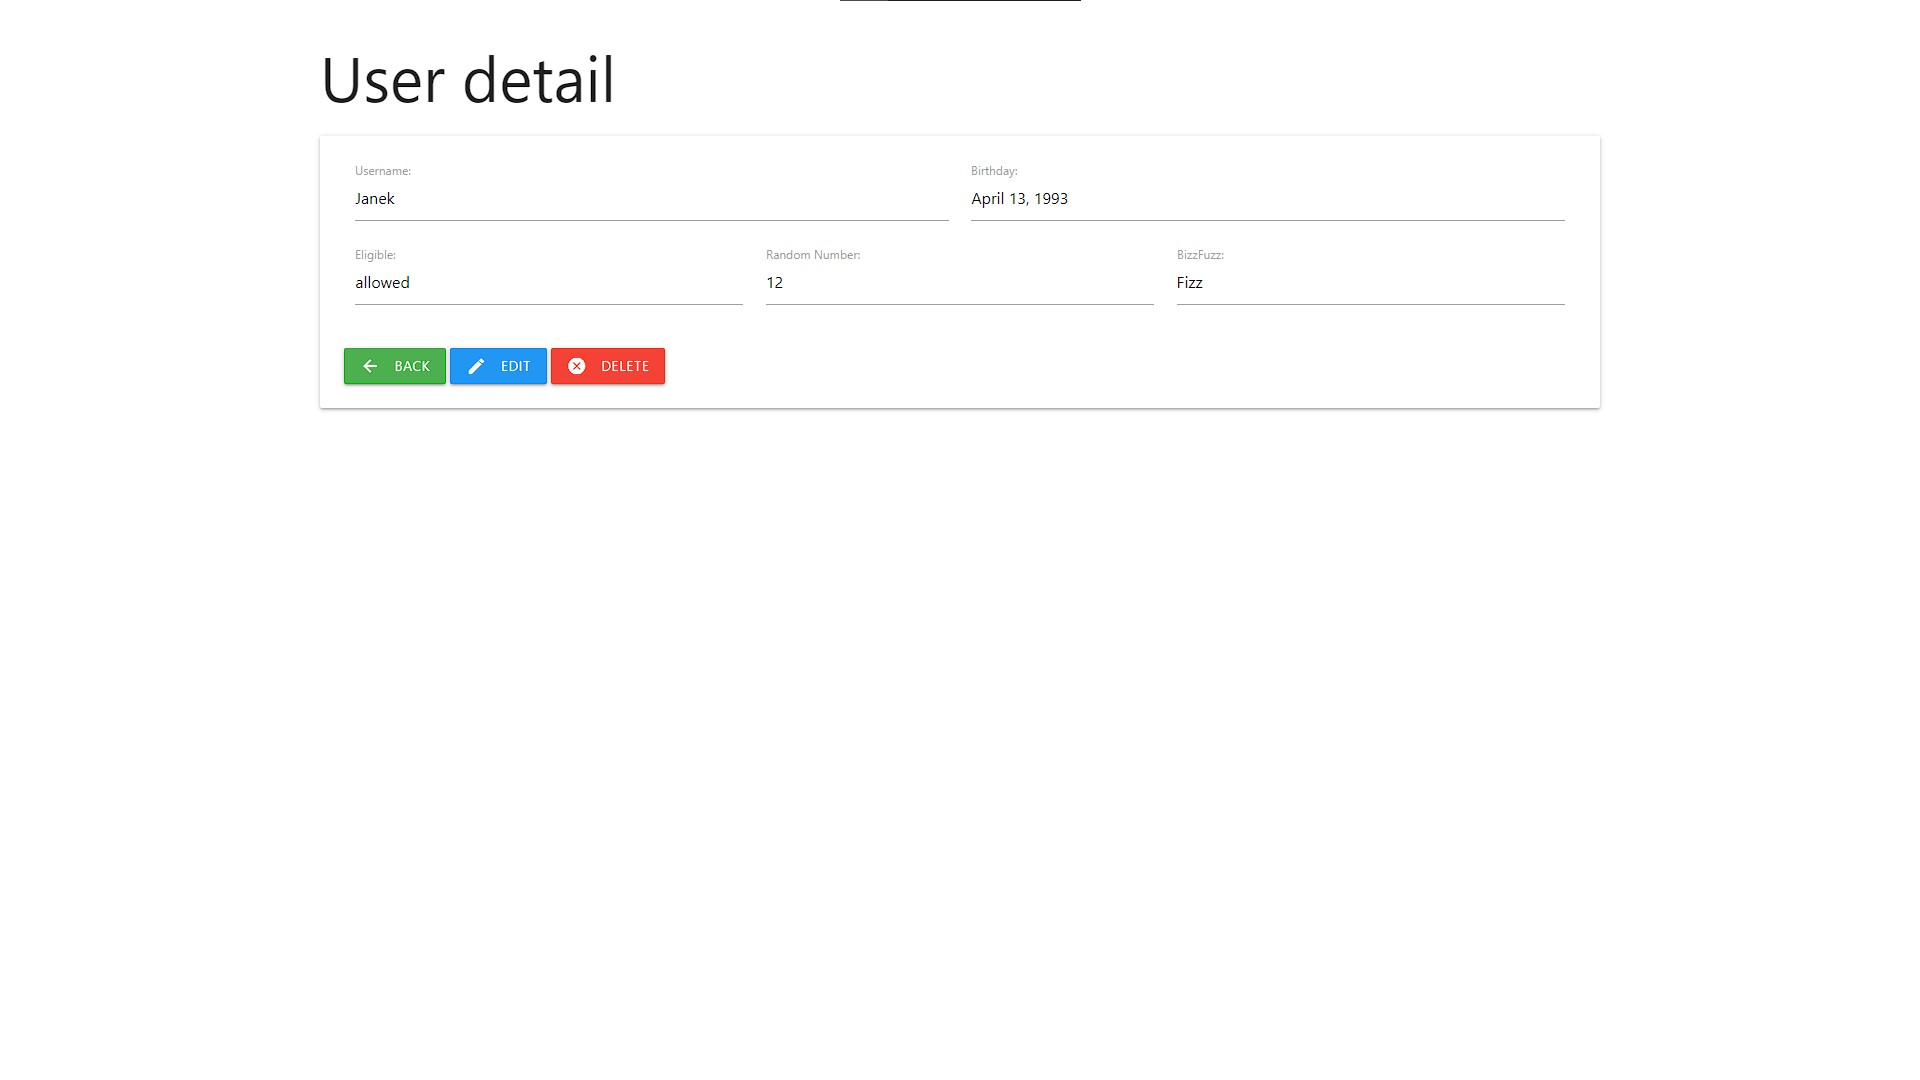 User detail
Username:
Janek
Birthday:
April 13, 1993
Eligible:
allowed
Random Number:
12
BizzFuzz:
Fizz
BACK
EDIT
DELETE